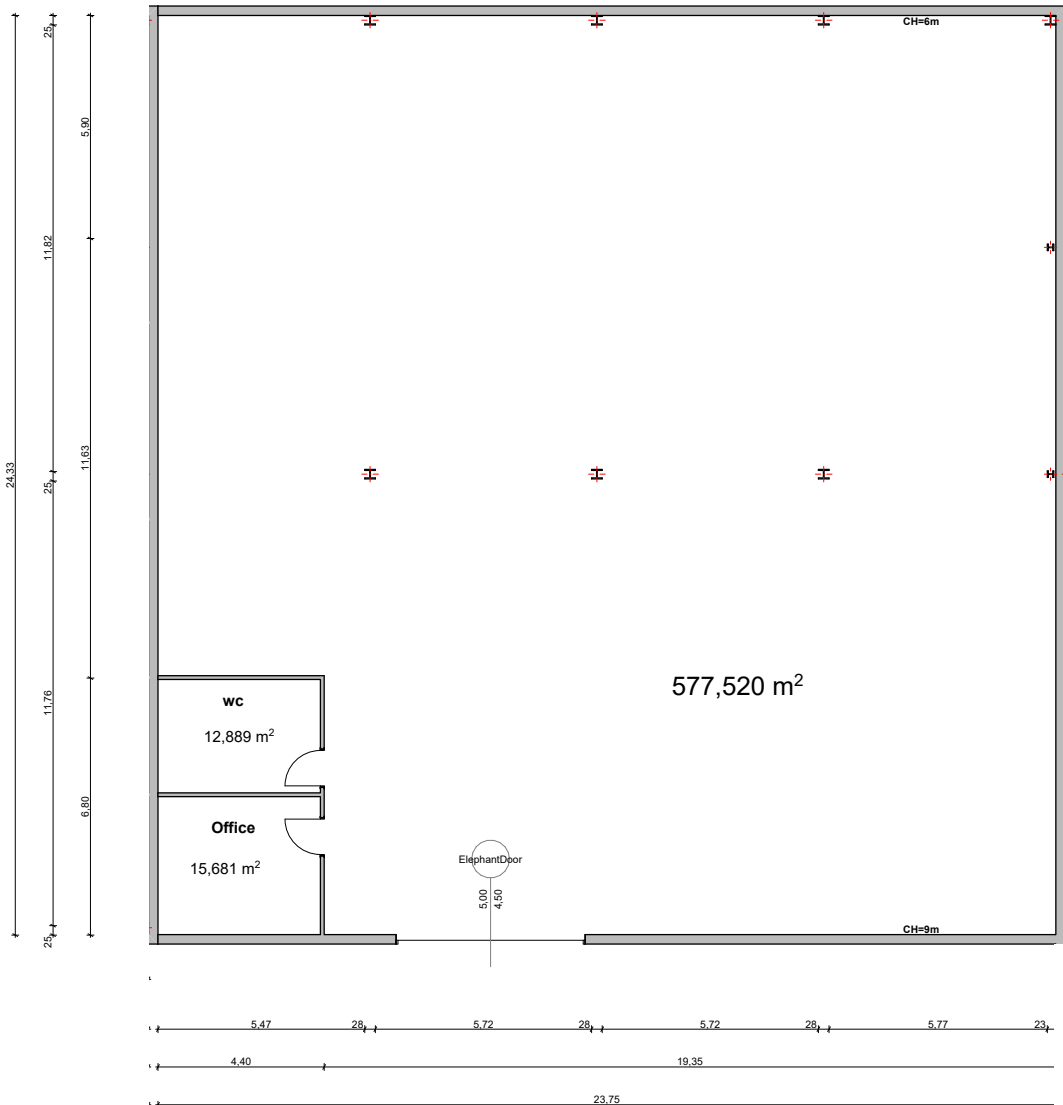 CH=6m
25
5,90
11,82
11,63
24,33
25
577,520 m²
wc
11,76
12,889 m²
6,80
Office
15,681 m²
ElephantDoor
5,00
4,50
CH=9m
25
5,47
28
5,72
28
5,72
28
5,77
23
4,40
19,35
23,75